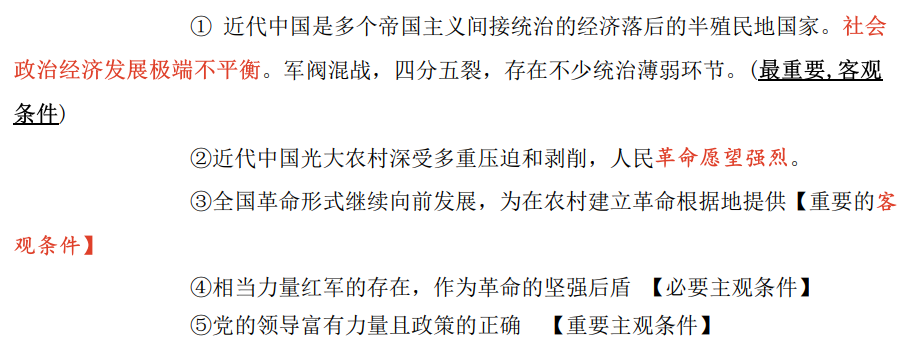 ① 近代中国是多个帝国主义间接统治的经济落后的半殖民地国家。社会
政治经济发展极端不平衡。军阀混战，四分五裂，存在不少统治薄弱环节。(最重要,客观
条件)
②近代中国光大农村深受多重压迫和剥削，人民革命愿望强烈。
③全国革命形式继续向前发展，为在农村建立革命根据地提供【重要的客
观条件】
④相当力量红军的存在，作为革命的坚强后盾 【必要主观条件】
⑤党的领导富有力量且政策的正确 【重要主观条件】